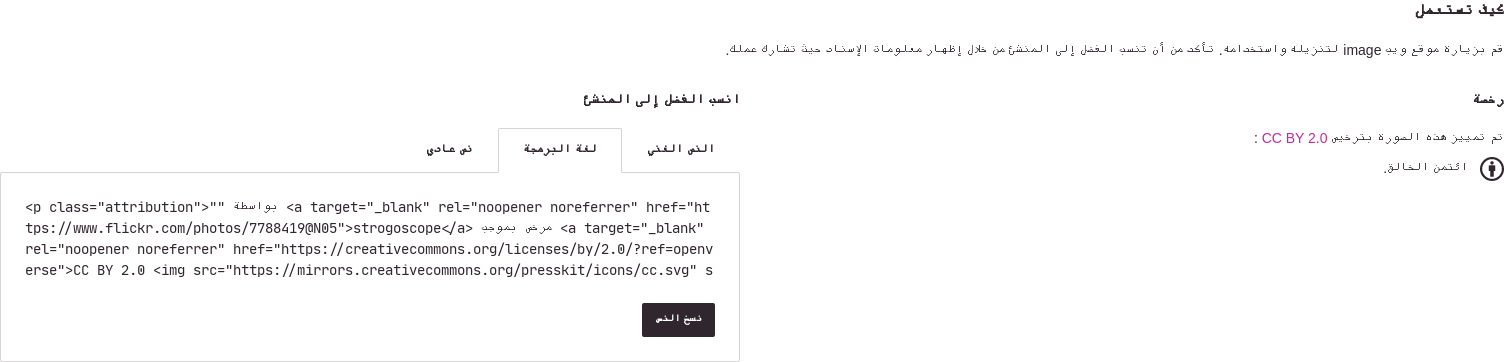 كيف تستعمل
قم بزيارة موقع ويب image لتنزيله واستخدامه. تأكد من أن تنسب الفضل إلى المنشئ من خلال إظهار معلومات الإسناد حيث تشارك عملك.
رخصة
تم تمييز هذه الصورة بترخيص CC BY 2.0 :
ائتمن الخالق.
انسب الفضل إلى المنشئ
النص الغني
لغة البرمجة
نص عادي
<p class="attribution">"" بواسطة <a target="_blank" rel="noopener noreferrer" href="ht
tps://www.flickr.com/photos/7788419@N05">strogoscope</a> مرخص بموجب <a target="_blank"
rel="noopener noreferrer" href="https://creativecommons.org/licenses/by/2.0/?ref=openv
erse">CC BY 2.0 <img src="https://mirrors.creativecommons.org/presskit/icons/cc.svg" s
نسخ النص